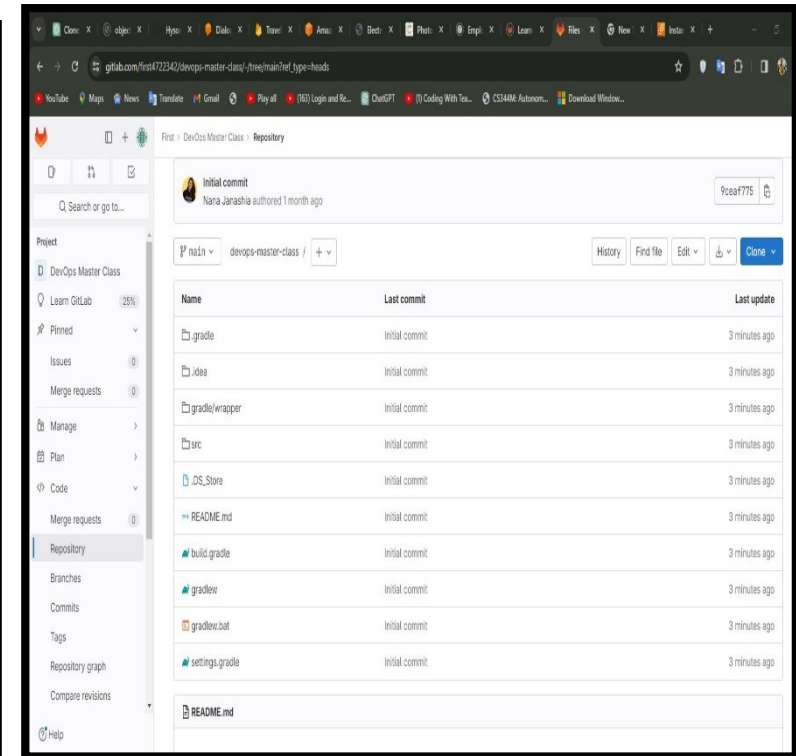 Clone
objec
Hyso
Dialo
Travel
Amaz
Electr
Photo
Emplo
Learn
Files
New T
Instar
gitlab.com/first4722342/devops-master-class/-/tree/main?ref_type=heads
YouTube Maps News Translate Gmail Play all (163) Login and Re... ChatGPT (1) Coding With Tea... CS344M: Autonom... Download Window...
First > DevOps Master Class > Repository
Search or go to...
Project
D DevOps Master Class
Learn GitLab 25%
Pinned
Issues 0
Merge requests 0
Manage
Plan
Code
Merge requests 0
Repository
Branches
Commits
Tags
Repository graph
Compare revisions
Help
Initial commit
Nana Janashia authored 1 month ago
9ceaf775
main devops-master-class / +
History Find file Edit Clone
Name Last commit Last update
.gradle Initial commit 3 minutes ago
.idea Initial commit 3 minutes ago
gradle/wrapper Initial commit 3 minutes ago
src Initial commit 3 minutes ago
.DS_Store Initial commit 3 minutes ago
README.md Initial commit 3 minutes ago
build.gradle Initial commit 3 minutes ago
gradlew Initial commit 3 minutes ago
gradlew.bat Initial commit 3 minutes ago
settings.gradle Initial commit 3 minutes ago
README.md